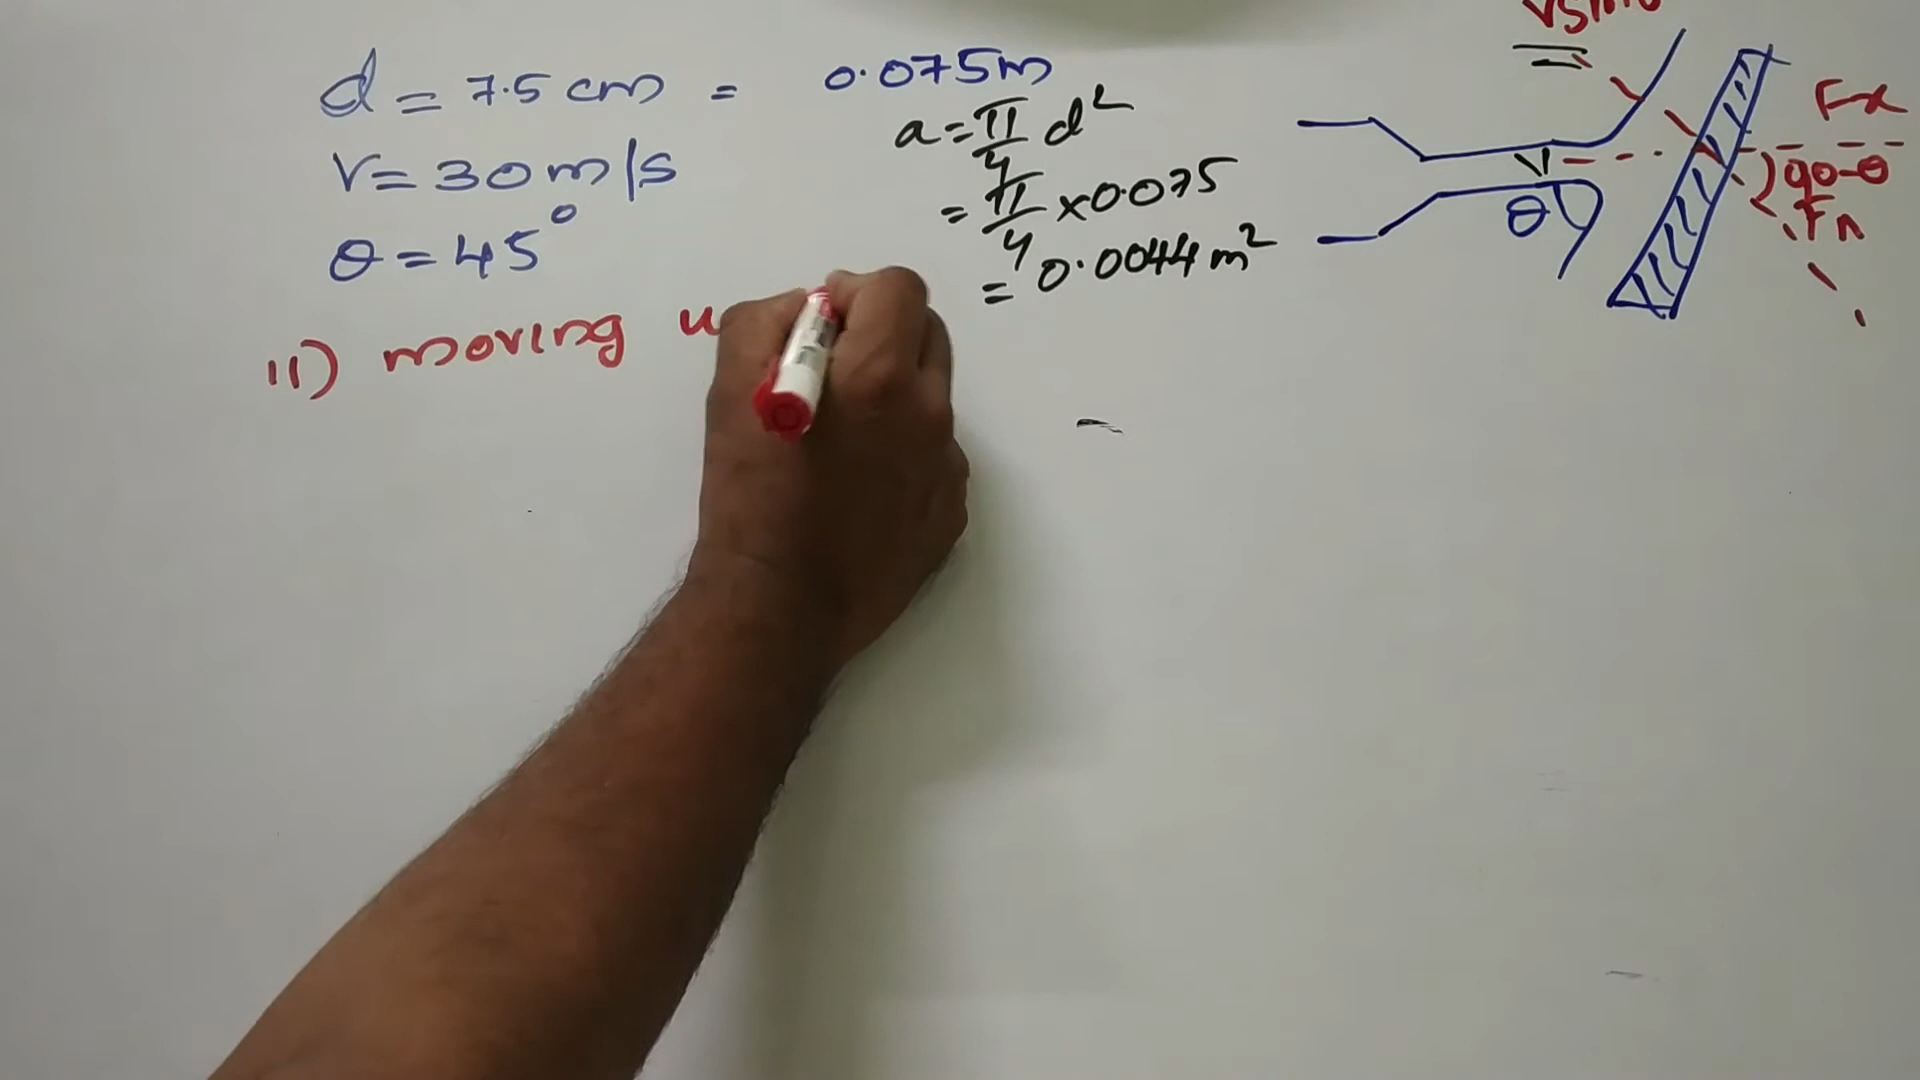 d = 7.5 cm = 0.075m
V = 30 m/s
θ = 45°
a = π/4 d²
= π/4 × 0.075
= 0.0044 m²
II) moving u
V
θ
Fx
90-θ
Fn